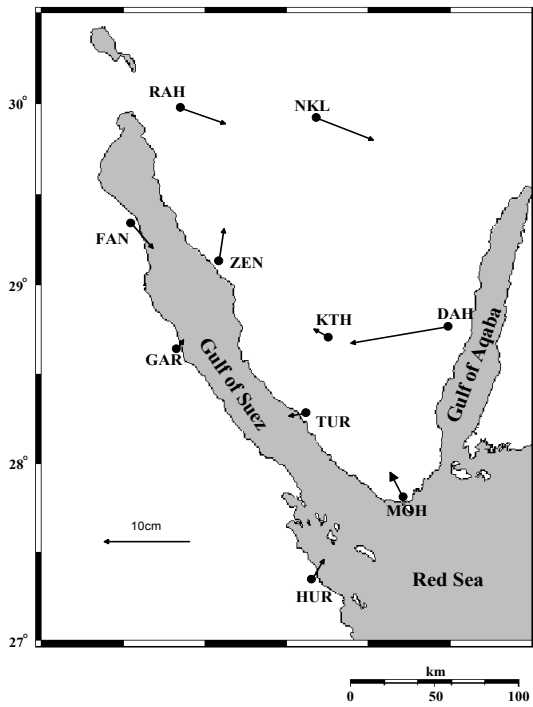 RAH
NKL
30°
FAN
ZEN
29°
KTH
DAH
GAR
Gulf of Suez
Gulf of Aqaba
TUR
28°
MOH
10cm
Red Sea
HUR
27°
km
0 50 100